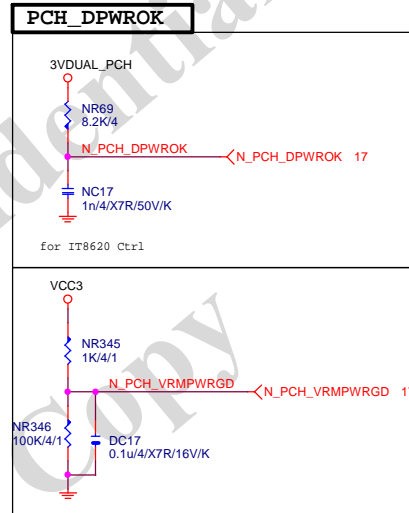 PCH_DPWROK
3VDUAL_PCH
NR69
8.2K/4
N_PCH_DPWROK
N_PCH_DPWROK 17
NC17
1n/4/X7R/50V/K
for IT8620 Ctrl
VCC3
NR345
1K/4/1
N_PCH_VRMPWRGD
N_PCH_VRMPWRGD
NR346
100K/4/1
DC17
0.1u/4/X7R/16V/K
Copy